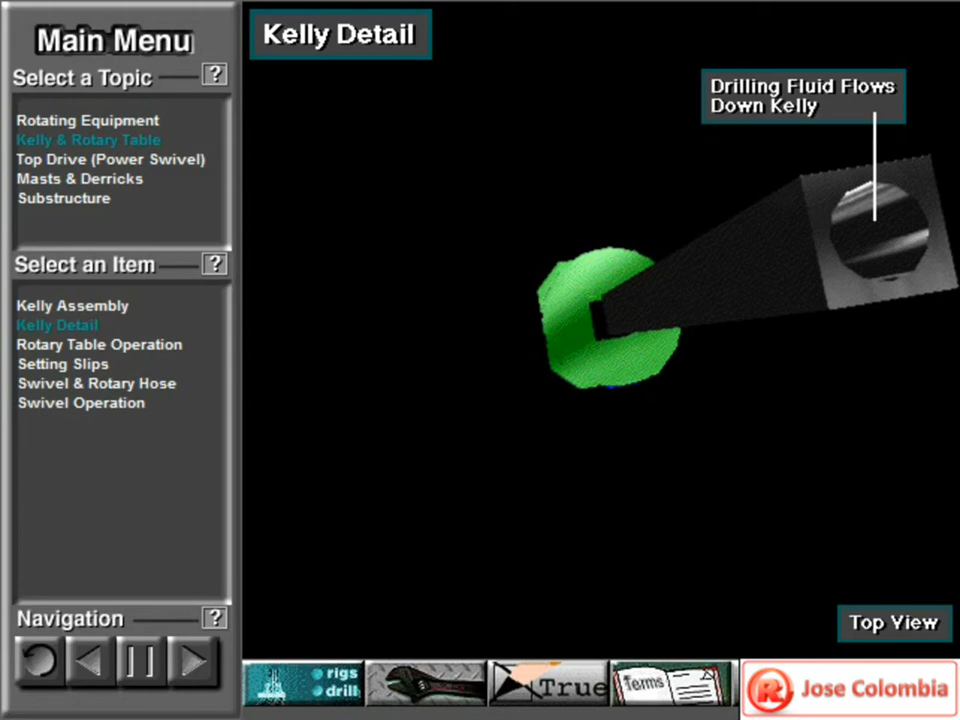 Main Menu
Select a Topic
?
Rotating Equipment
Kelly & Rotary Table
Top Drive (Power Swivel)
Masts & Derricks
Substructure
Select an Item
?
Kelly Assembly
Kelly Detail
Rotary Table Operation
Setting Slips
Swivel & Rotary Hose
Swivel Operation
Navigation
?
Kelly Detail
Drilling Fluid Flows
Down Kelly
Top View
rigs
drill
True
Terms
R Jose Colombia